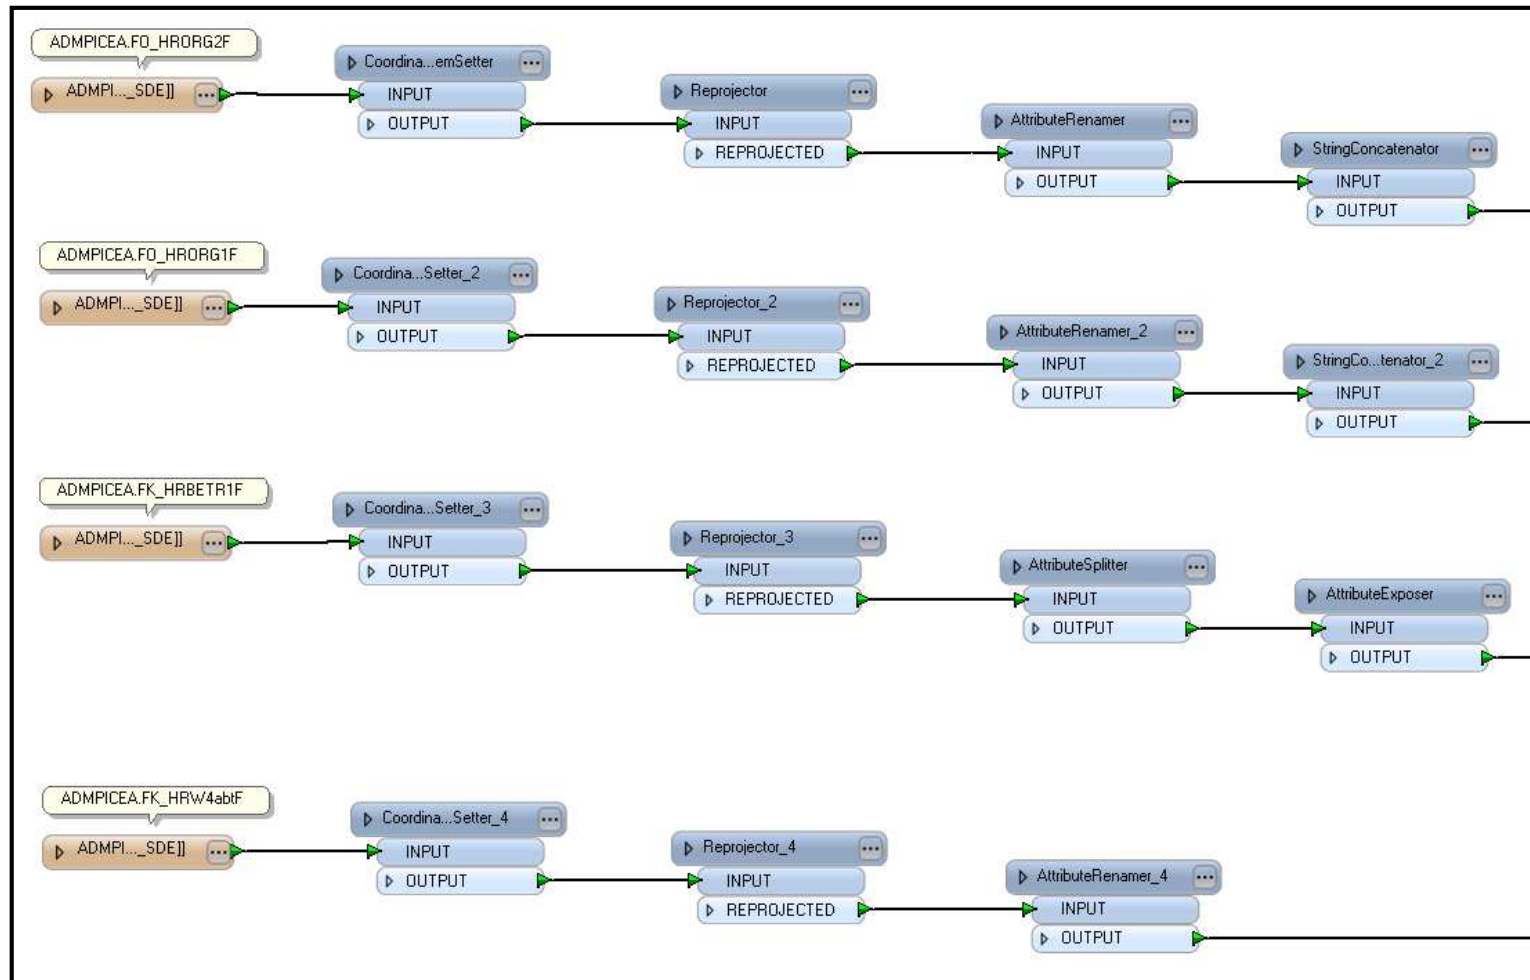 ADMPICEA.FO_HRORG2F
ADMPI..._SDE]]
Coordina...emSetter
INPUT
OUTPUT
Reprojector
INPUT
REPROJECTED
AttributeRenamer
INPUT
OUTPUT
StringConcatenator
INPUT
OUTPUT
ADMPICEA.FO_HRORG1F
ADMPI..._SDE]]
Coordina...Setter_2
INPUT
OUTPUT
Reprojector_2
INPUT
REPROJECTED
AttributeRenamer_2
INPUT
OUTPUT
StringCo...tenator_2
INPUT
OUTPUT
ADMPICEA.FK_HRBETR1F
ADMPI..._SDE]]
Coordina...Setter_3
INPUT
OUTPUT
Reprojector_3
INPUT
REPROJECTED
AttributeSplitter
INPUT
OUTPUT
AttributeExposer
INPUT
OUTPUT
ADMPICEA.FK_HRW4abtF
ADMPI..._SDE]]
Coordina...Setter_4
INPUT
OUTPUT
Reprojector_4
INPUT
REPROJECTED
AttributeRenamer_4
INPUT
OUTPUT